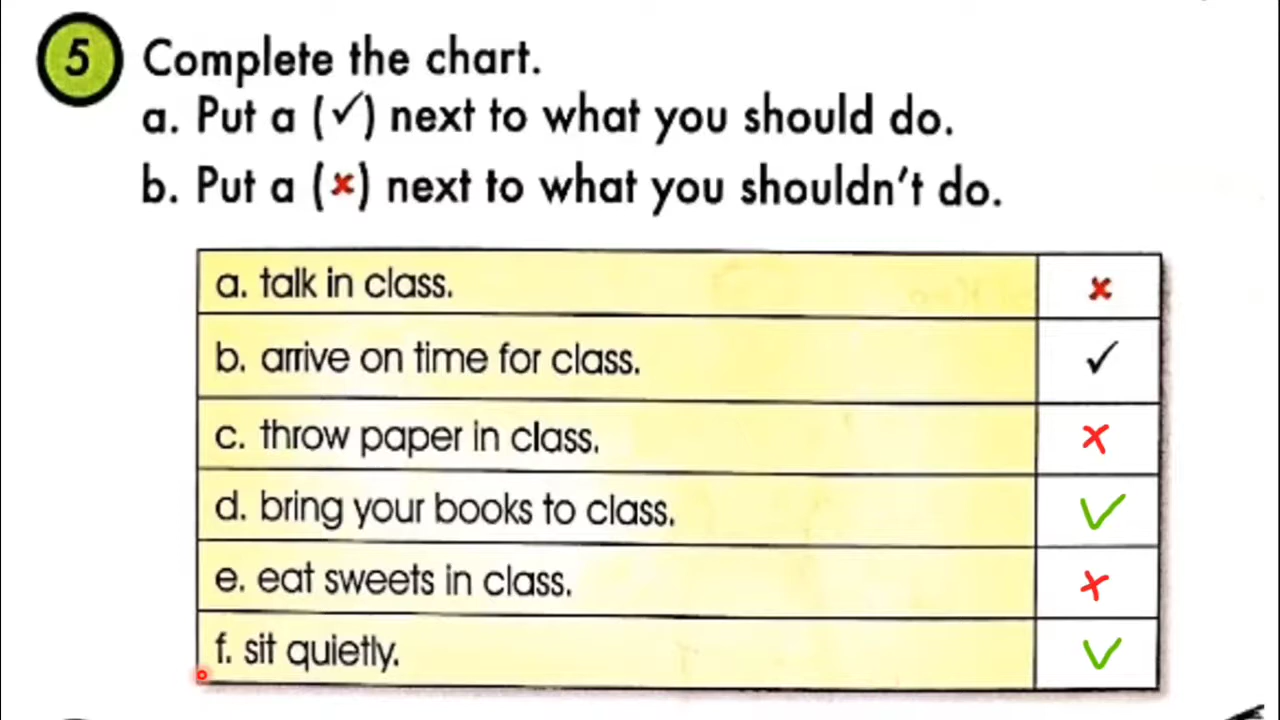 5 Complete the chart.
a. Put a (✓) next to what you should do.
b. Put a (×) next to what you shouldn't do.
a. talk in class. ×
b. arrive on time for class. ✓
c. throw paper in class. ×
d. bring your books to class. ✓
e. eat sweets in class. ×
f. sit quietly. ✓